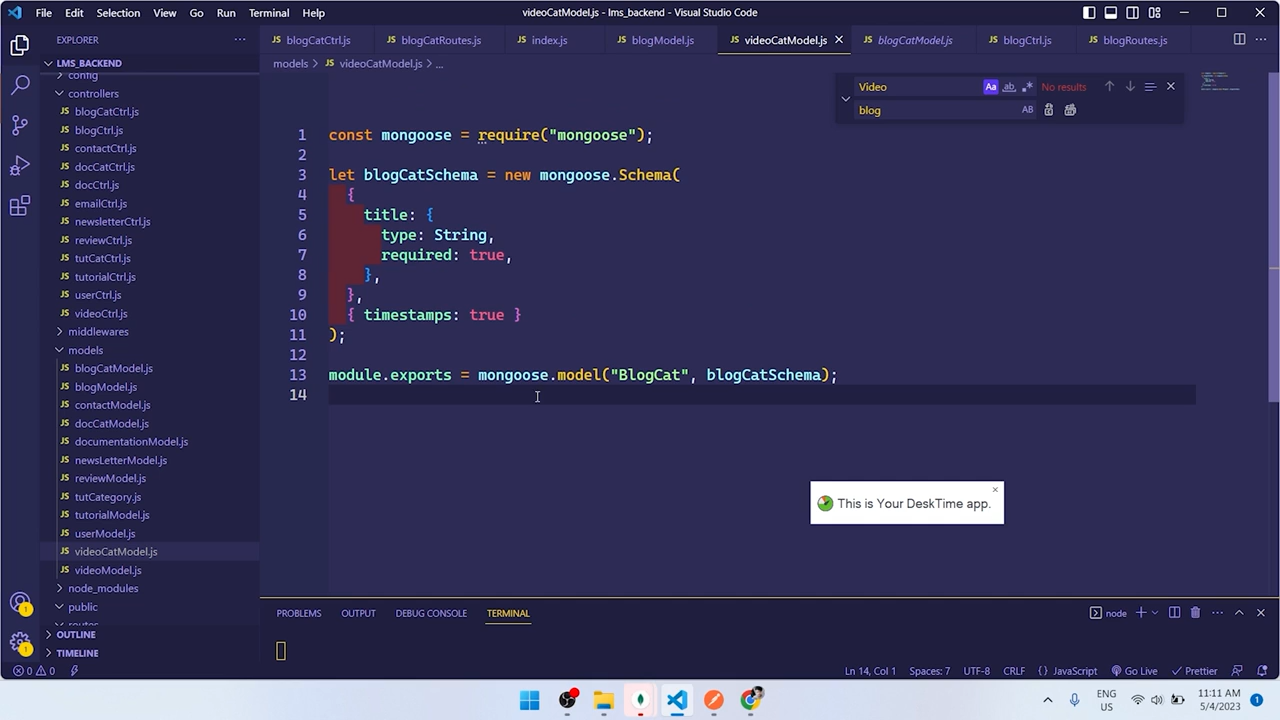 File Edit Selection View Go Run Terminal Help
videoCatModel.js - lms_backend - Visual Studio Code
EXPLORER
blogCatCtrl.js
blogCatRoutes.js
index.js
blogModel.js
videoCatModel.js
blogCatModel.js
blogCtrl.js
blogRoutes.js
LMS_BACKEND
config
controllers
blogCatCtrl.js
blogCtrl.js
contactCtrl.js
docCatCtrl.js
docCtrl.js
emailCtrl.js
newsletterCtrl.js
reviewCtrl.js
tutCatCtrl.js
tutorialCtrl.js
userCtrl.js
videoCtrl.js
middlewares
models
blogCatModel.js
blogModel.js
contactModel.js
docCatModel.js
documentationModel.js
newsLetterModel.js
reviewModel.js
tutCategory.js
tutorialModel.js
userModel.js
videoCatModel.js
videoModel.js
node_modules
public
routes
OUTLINE
TIMELINE
models > videoCatModel.js > ...
Video Aa ab No results
blog AB
1 const mongoose = require("mongoose");
2
3 let blogCatSchema = new mongoose.Schema(
4 {
5 title: {
6 type: String,
7 required: true,
8 },
9 },
10 { timestamps: true }
11 );
12
13 module.exports = mongoose.model("BlogCat", blogCatSchema);
14
This is Your DeskTime app.
PROBLEMS OUTPUT DEBUG CONSOLE TERMINAL
node
0 0
Ln 14, Col 1 Spaces: 7 UTF-8 CRLF {} JavaScript Go Live Prettier
ENG
US
11:11 AM
5/4/2023
1